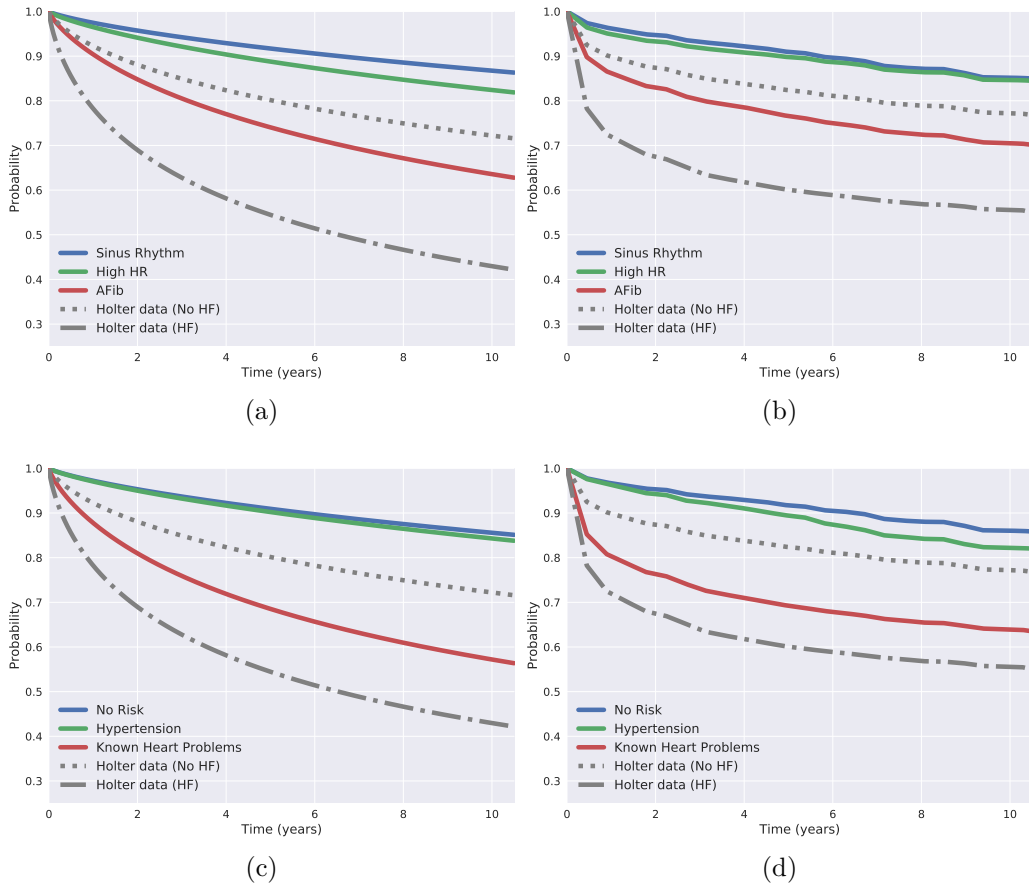 1.0
0.9
0.8
0.7
0.6
0.5
0.4
0.3
Probability
Sinus Rhythm
High HR
AFib
Holter data (No HF)
Holter data (HF)
0 2 4 6 8 10
Time (years)
(a)
1.0
0.9
0.8
0.7
0.6
0.5
0.4
0.3
Probability
Sinus Rhythm
High HR
AFib
Holter data (No HF)
Holter data (HF)
0 2 4 6 8 10
Time (years)
(b)
1.0
0.9
0.8
0.7
0.6
0.5
0.4
0.3
Probability
No Risk
Hypertension
Known Heart Problems
Holter data (No HF)
Holter data (HF)
0 2 4 6 8 10
Time (years)
(c)
1.0
0.9
0.8
0.7
0.6
0.5
0.4
0.3
Probability
No Risk
Hypertension
Known Heart Problems
Holter data (No HF)
Holter data (HF)
0 2 4 6 8 10
Time (years)
(d)